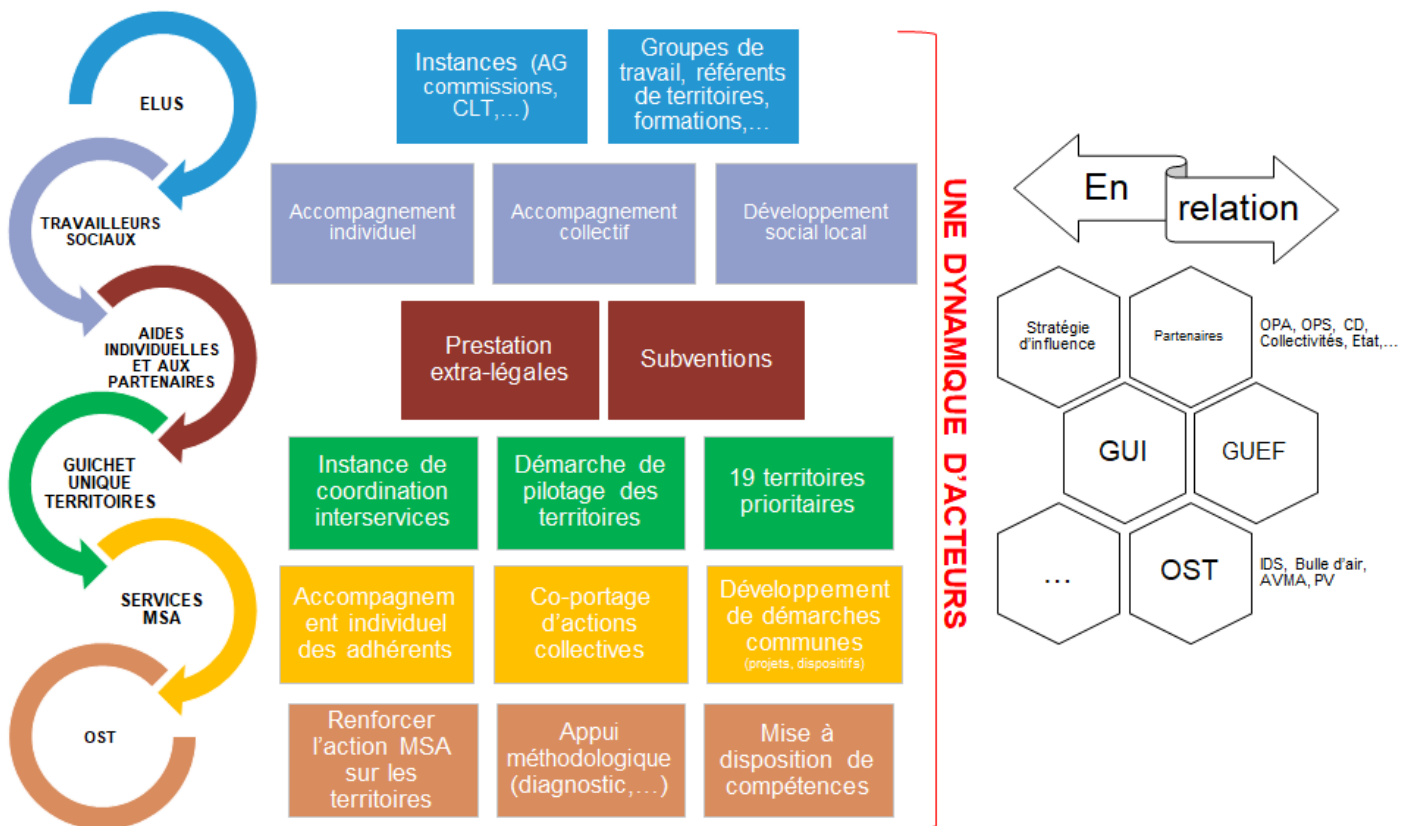 ELUS
Instances (AG
commissions,
CLT,…)
Groupes de
travail, référents
de territoires,
formations,…
TRAVAILLEURS
SOCIAUX
Accompagnement
individuel
Accompagnement
collectif
Développement
social local
AIDES
INDIVIDUELLES
ET AUX
PARTENAIRES
Prestation
extra-légales
Subventions
GUICHET
UNIQUE
TERRITOIRES
Instance de
coordination
interservices
Démarche de
pilotage des
territoires
19 territoires
prioritaires
SERVICES
MSA
Accompagnem
ent individuel
des adhérents
Co-portage
d'actions
collectives
Développement
de démarches
communes
(projets, dispositifs)
OST
Renforcer
l'action MSA
sur les
territoires
Appui
méthodologique
(diagnostic,…)
Mise à
disposition de
compétences
UNE DYNAMIQUE D'ACTEURS
En
relation
Stratégie
d'influence
Partenaires
OPA, OPS, CD,
Collectivités, Etat,…
GUI
GUEF
…
OST
IDS, Bulle d'air,
AVMA, PV